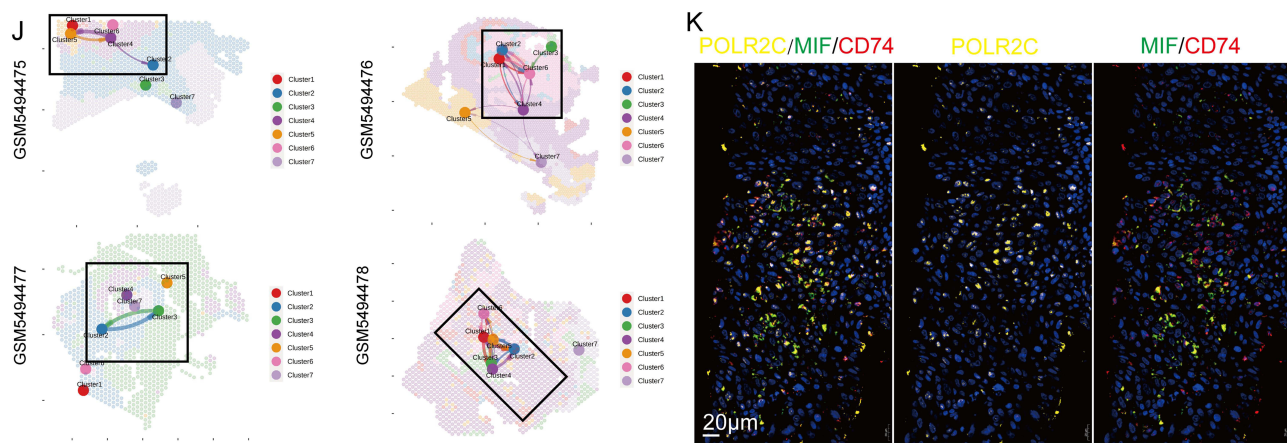 J
GSM5494475
Cluster1
Cluster6
Cluster5
Cluster4
Cluster2
Cluster3
Cluster7
Cluster1
Cluster2
Cluster3
Cluster4
Cluster5
Cluster6
Cluster7
GSM5494476
Cluster2
Cluster3
Cluster6
Cluster4
Cluster5
Cluster7
Cluster1
Cluster2
Cluster3
Cluster4
Cluster5
Cluster6
Cluster7
GSM5494477
Cluster5
Cluster4
Cluster7
Cluster3
Cluster2
Cluster1
Cluster1
Cluster2
Cluster3
Cluster4
Cluster5
Cluster6
Cluster7
GSM5494478
Cluster6
Cluster2
Cluster3
Cluster4
Cluster7
Cluster1
Cluster2
Cluster3
Cluster4
Cluster5
Cluster6
Cluster7
K
POLR2C/MIF/CD74
POLR2C
MIF/CD74
20μm